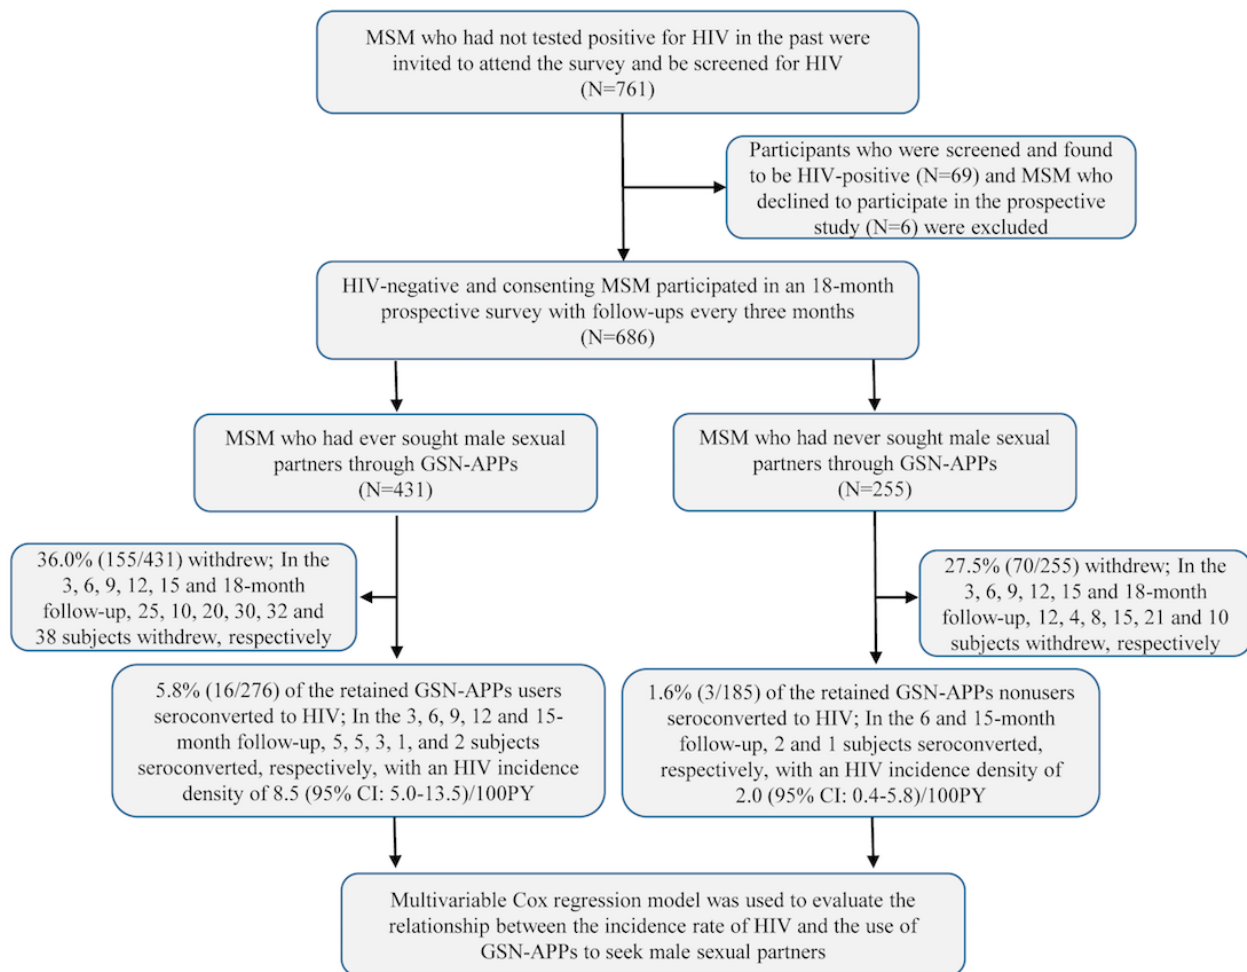 MSM who had not tested positive for HIV in the past were
invited to attend the survey and be screened for HIV
(N=761)
Participants who were screened and found
to be HIV-positive (N=69) and MSM who
declined to participate in the prospective
study (N=6) were excluded
HIV-negative and consenting MSM participated in an 18-month
prospective survey with follow-ups every three months
(N=686)
MSM who had ever sought male sexual
partners through GSN-APPs
(N=431)
MSM who had never sought male sexual
partners through GSN-APPs
(N=255)
36.0% (155/431) withdrew; In the
3, 6, 9, 12, 15 and 18-month
follow-up, 25, 10, 20, 30, 32 and
38 subjects withdrew, respectively
27.5% (70/255) withdrew; In the
3, 6, 9, 12, 15 and 18-month
follow-up, 12, 4, 8, 15, 21 and 10
subjects withdrew, respectively
5.8% (16/276) of the retained GSN-APPs users
seroconverted to HIV; In the 3, 6, 9, 12 and 15-
month follow-up, 5, 5, 3, 1, and 2 subjects
seroconverted, respectively, with an HIV incidence
density of 8.5 (95% CI: 5.0-13.5)/100PY
1.6% (3/185) of the retained GSN-APPs nonusers
seroconverted to HIV; In the 6 and 15-month
follow-up, 2 and 1 subjects seroconverted,
respectively, with an HIV incidence density of
2.0 (95% CI: 0.4-5.8)/100PY
Multivariable Cox regression model was used to evaluate the
relationship between the incidence rate of HIV and the use of
GSN-APPs to seek male sexual partners